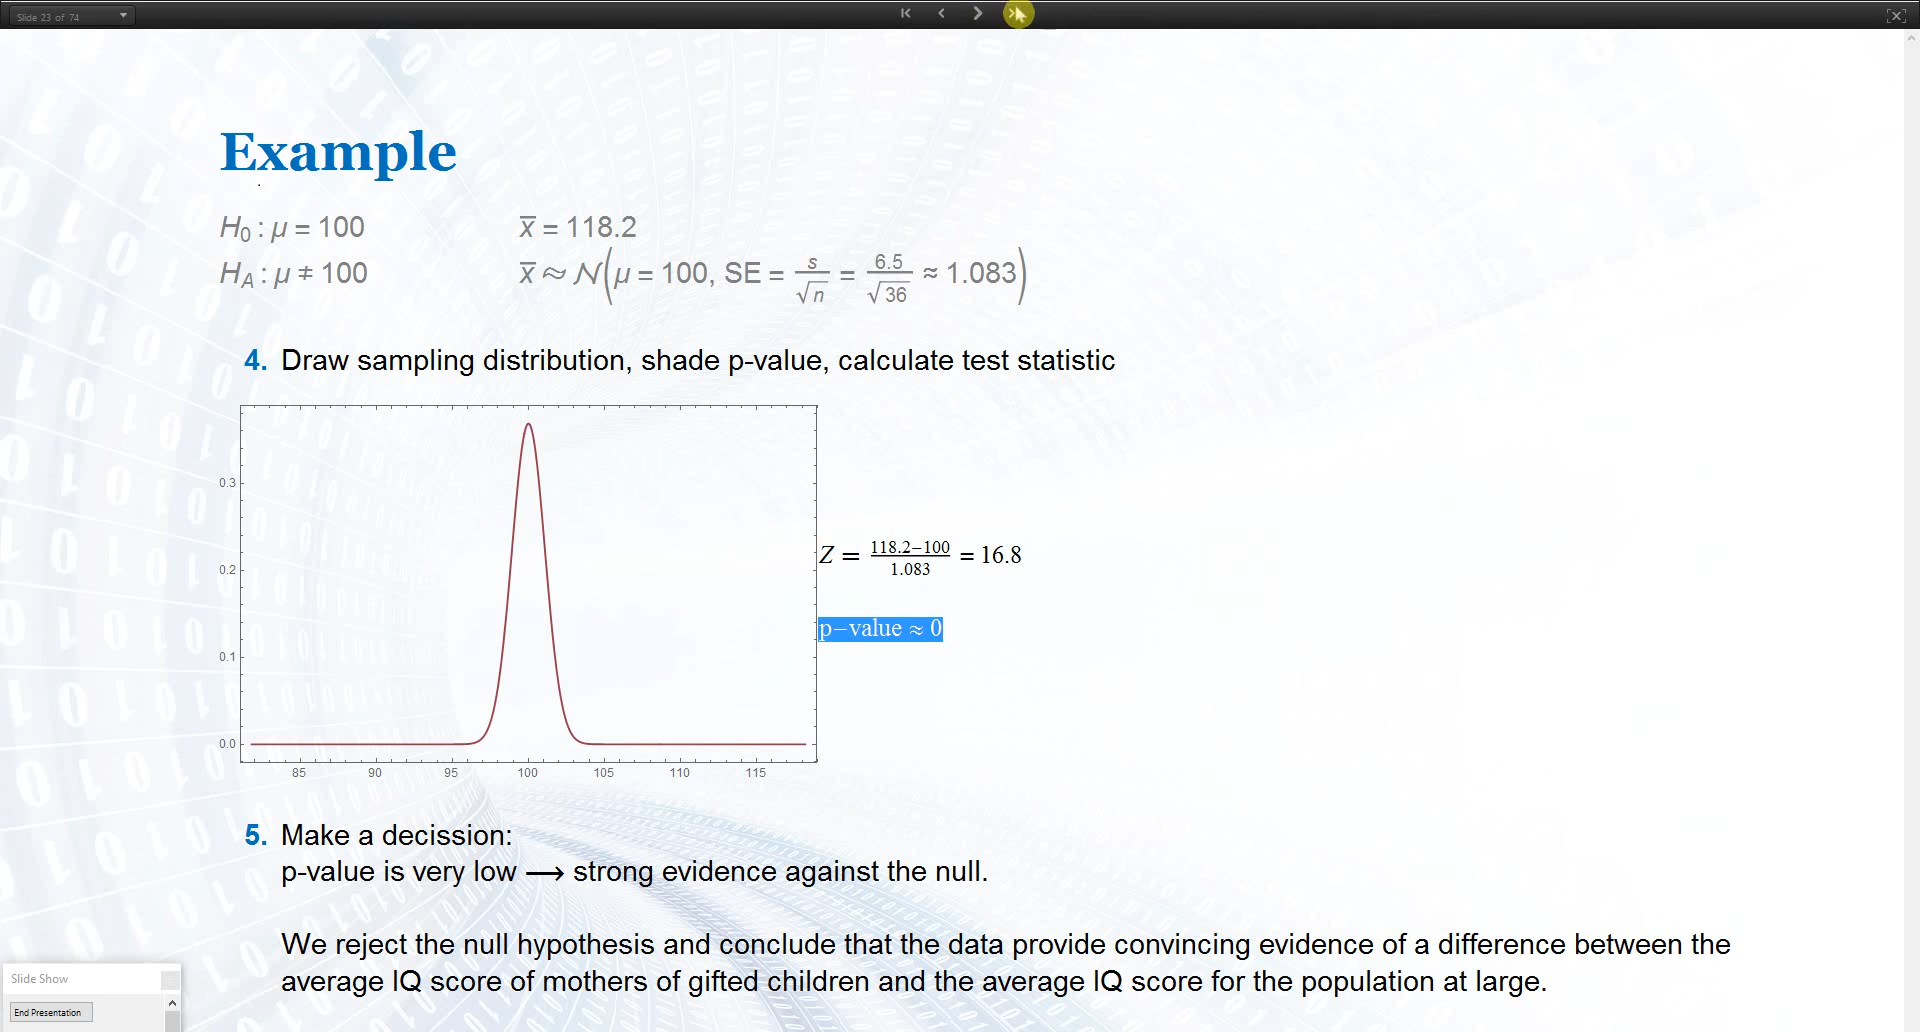 Slide 23 of 74
Example
H₀ : μ = 100
x̅ = 118.2
H_A : μ ≠ 100
x̅ ≈ N(μ = 100, SE = s/√n = 6.5/√36 ≈ 1.083)
4. Draw sampling distribution, shade p-value, calculate test statistic
0.3
0.2
0.1
0.0
85 90 95 100 105 110 115
Z = 118.2−100/1.083 = 16.8
p−value ≈ 0
5. Make a decission:
p-value is very low ⟶ strong evidence against the null.
We reject the null hypothesis and conclude that the data provide convincing evidence of a difference between the
average IQ score of mothers of gifted children and the average IQ score for the population at large.
Slide Show
End Presentation